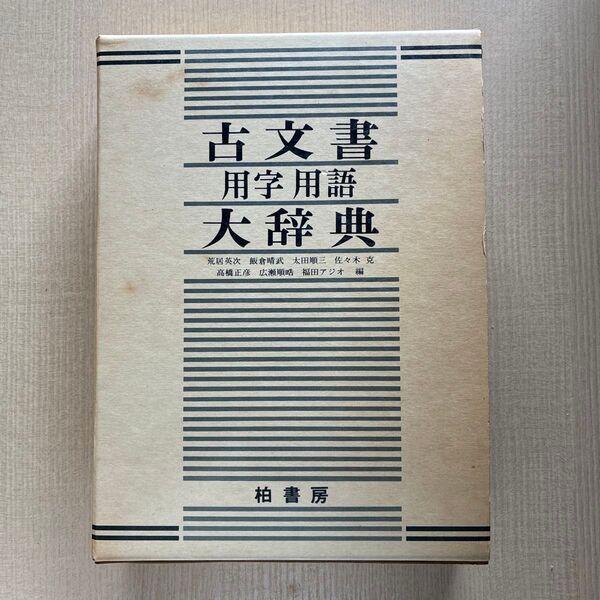 古文書
用字 用語
大辞典
荒居英次 飯倉晴武 太田順三 佐々木 克
高橋正彦 広瀬順晧 福田アジオ 編
柏書房